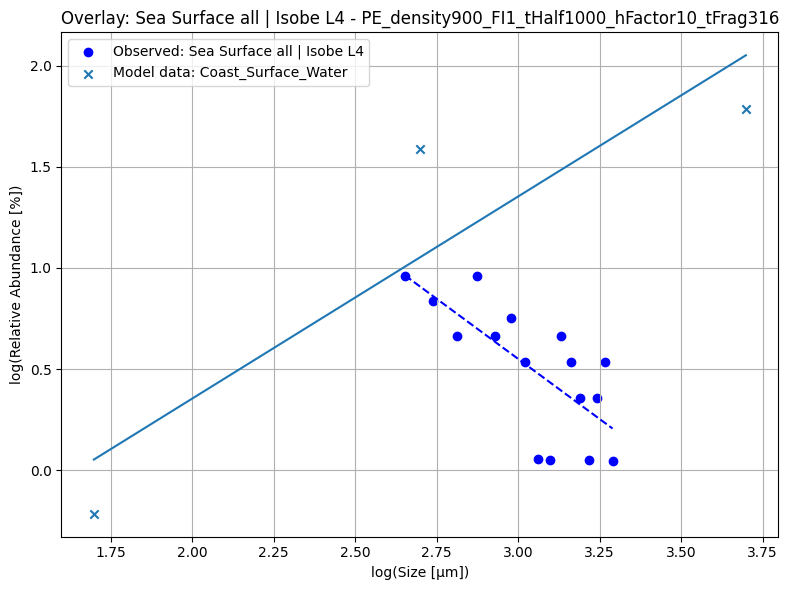 Overlay: Sea Surface all | Isobe L4 - PE_density900_FI1_tHalf1000_hFactor10_tFrag316
Observed: Sea Surface all | Isobe L4
Model data: Coast_Surface_Water
log(Relative Abundance [%])
2.0
1.5
1.0
0.5
0.0
1.75
2.00
2.25
2.50
2.75
3.00
3.25
3.50
3.75
log(Size [µm])